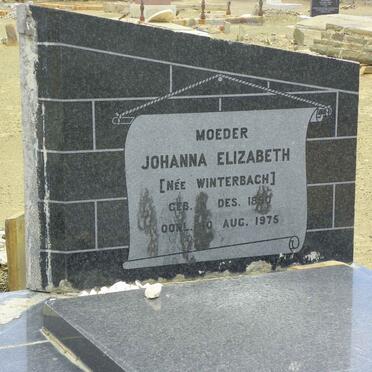 MOEDER
JOHANNA ELIZABETH
[NÉE WINTERBACH]
GEB. DES.
OORL. AUG. 1975